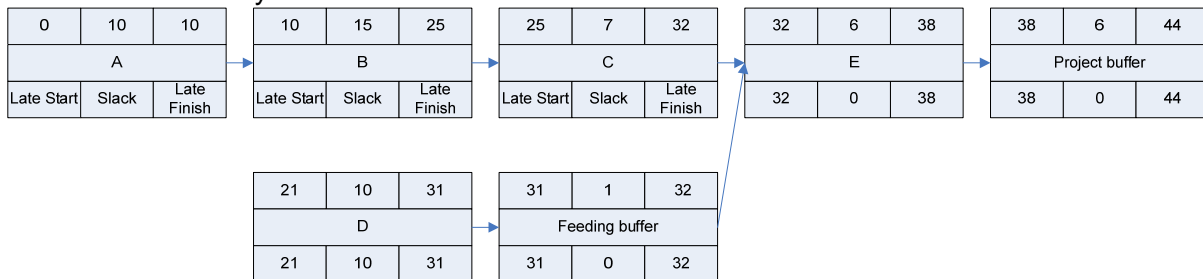 0 10 10 10 15 25 25 7 32 32 6 38 38 6 44
A B C E Project buffer
Late Start Slack Late Finish Late Start Slack Late Finish Late Start Slack Late Finish 32 0 38 38 0 44
21 10 31 31 1 32
D Feeding buffer
21 10 31 31 0 32